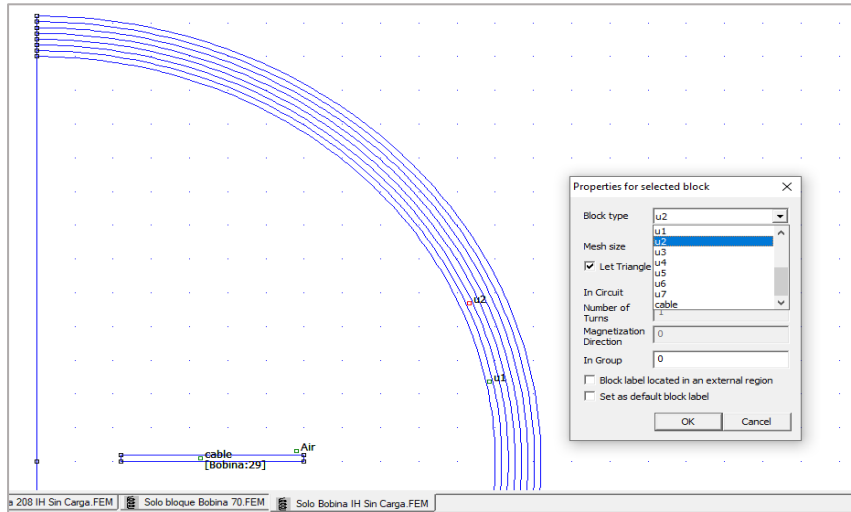 Properties for selected block
Block type
u2
u1
u2
u3
u4
u5
u6
u7
cable
Mesh size
Let Triangle
In Circuit
Number of
Turns
1
Magnetization
Direction
0
In Group
0
Block label located in an external region
Set as default block label
OK
Cancel
u2
u1
Air
cable
[Bobina:29]
a 208 IH Sin Carga.FEM
Solo bloque Bobina 70.FEM
Solo Bobina IH Sin Carga.FEM